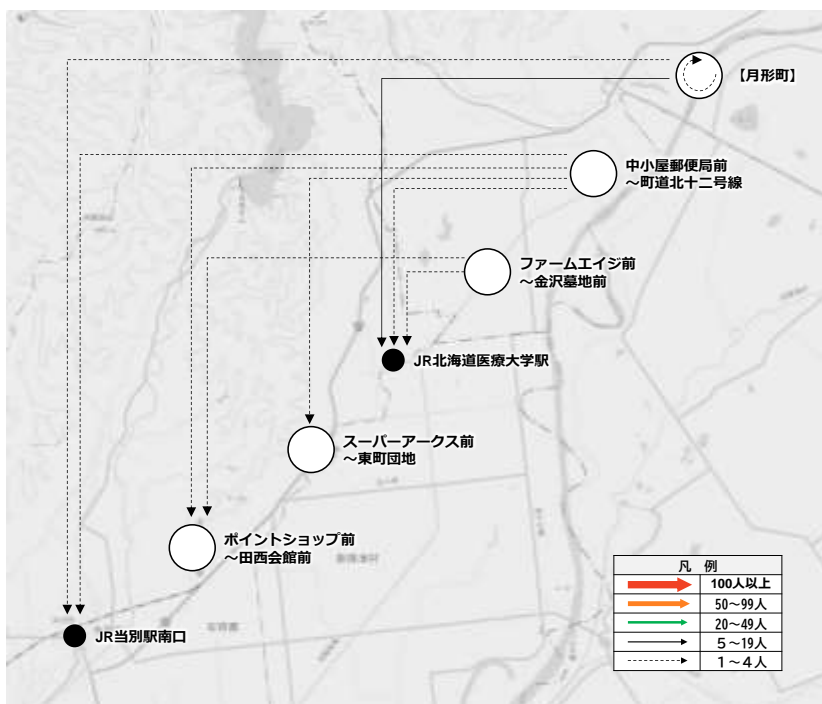 【月形町】
中小屋郵便局前
～町道北十二号線
ファームエイジ前
～金沢墓地前
JR北海道医療大学駅
スーパーアークス前
～東町団地
ポイントショップ前
～田西会館前
JR当別駅南口
凡 例
100人以上
50～99人
20～49人
5～19人
1～4人